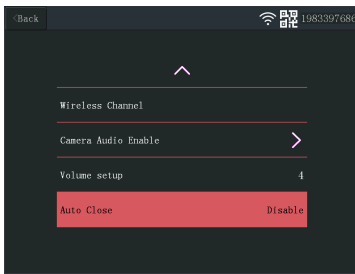 <Back
1983397686
Wireless Channel
Camera Audio Enable
Volume setup 4
Auto Close Disable